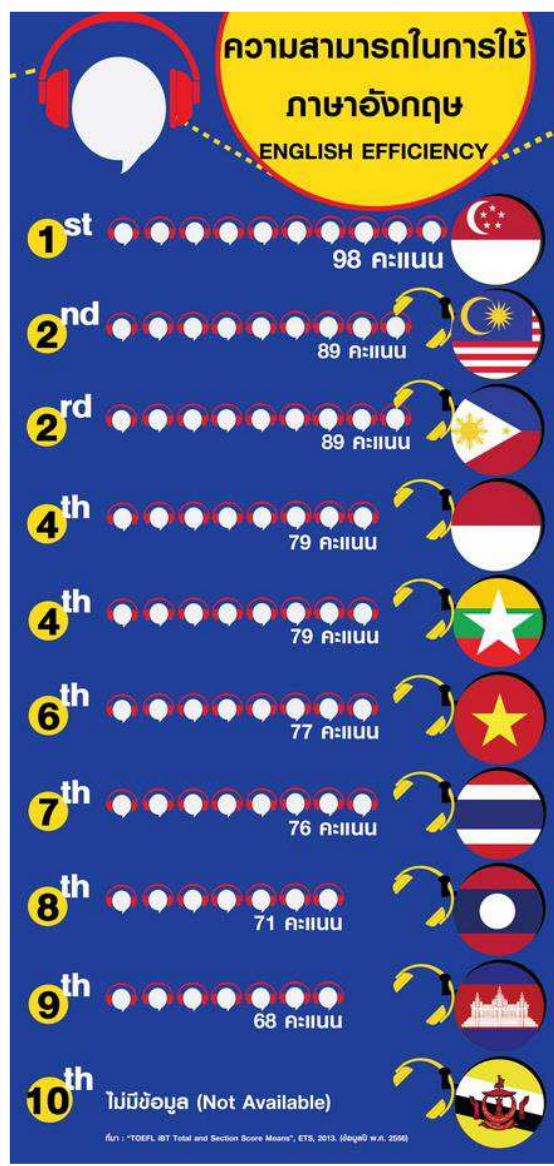 ความสามารถในการใช้
ภาษาอังกฤษ
ENGLISH EFFICIENCY
1st
98 คะแนน
2nd
89 คะแนน
2rd
89 คะแนน
4th
79 คะแนน
4th
79 คะแนน
6th
77 คะแนน
7th
76 คะแนน
8th
71 คะแนน
9th
68 คะแนน
10th
ไม่มีข้อมูล (Not Available)
ที่มา : "TOEFL iBT Total and Section Score Means", ETS, 2013. (ข้อมูลปี พ.ศ. 2556)